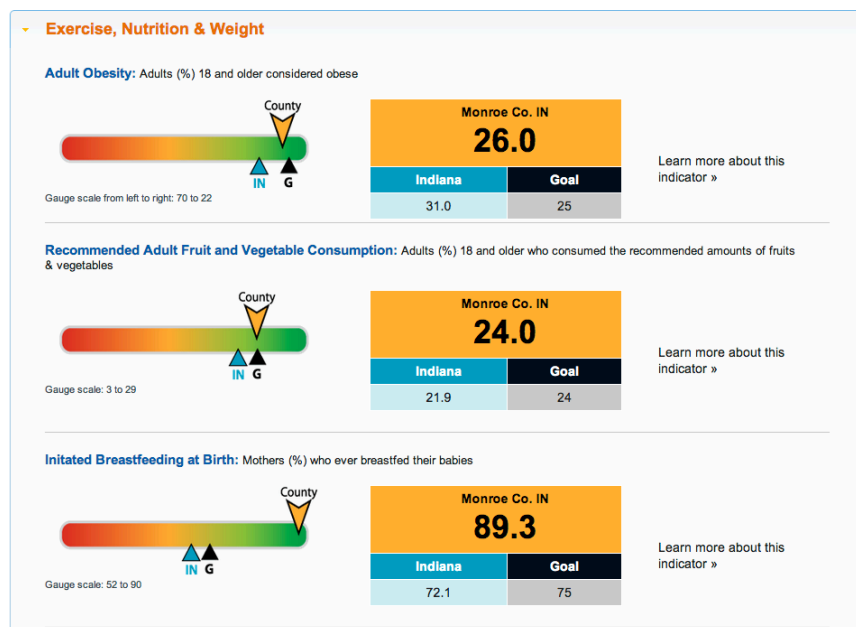 Exercise, Nutrition & Weight
Adult Obesity: Adults (%) 18 and older considered obese
County
IN G
Gauge scale from left to right: 70 to 22
Monroe Co. IN
26.0
Indiana Goal
31.0 25
Learn more about this
indicator »
Recommended Adult Fruit and Vegetable Consumption: Adults (%) 18 and older who consumed the recommended amounts of fruits
& vegetables
County
IN G
Gauge scale: 3 to 29
Monroe Co. IN
24.0
Indiana Goal
21.9 24
Learn more about this
indicator »
Initated Breastfeeding at Birth: Mothers (%) who ever breastfed their babies
County
IN G
Gauge scale: 52 to 90
Monroe Co. IN
89.3
Indiana Goal
72.1 75
Learn more about this
indicator »